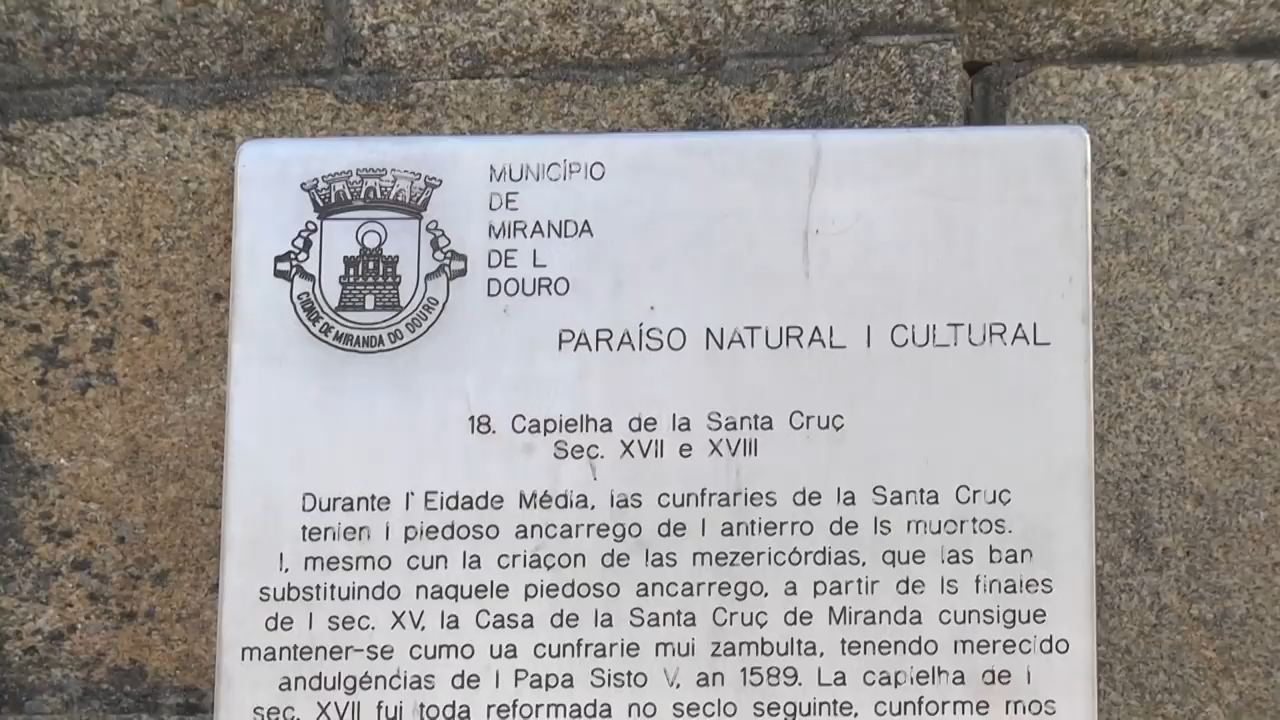 MUNICÍPIO
DE
MIRANDA
DE L
DOURO
CIDADE DE MIRANDA DO DOURO
PARAÍSO NATURAL I CULTURAL
18. Capielha de la Santa Cruç
Sec. XVII e XVIII
Durante l' Eidade Média, las cunfraries de la Santa Cruç
tenien l piedoso ancarrego de l antierro de ls muortos.
I, mesmo cun la criaçon de las mezericórdias, que las ban
substituindo naquele piedoso ancarrego, a partir de ls finales
de l sec. XV, la Casa de la Santa Cruç de Miranda cunsigue
mantener-se cumo ua cunfrarie mui zambulta, tenendo merecido
andulgéncias de l Papa Sisto V, an 1589. La capielha de l
sec. XVII fui toda reformada no seclo seguinte, cunforme mos